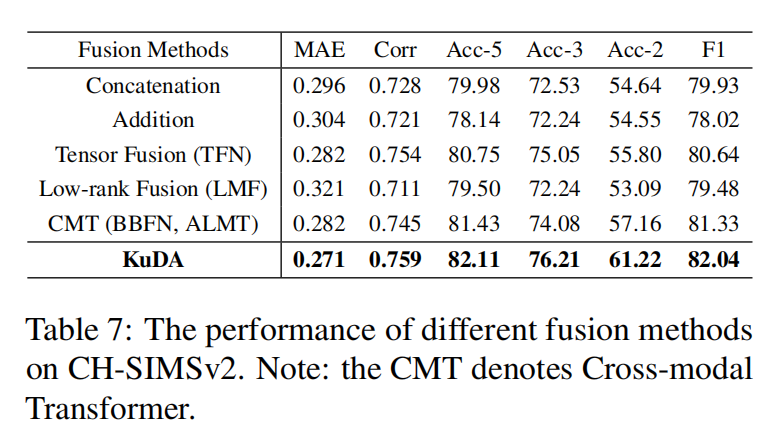 Fusion Methods MAE Corr Acc-5 Acc-3 Acc-2 F1
Concatenation 0.296 0.728 79.98 72.53 54.64 79.93
Addition 0.304 0.721 78.14 72.24 54.55 78.02
Tensor Fusion (TFN) 0.282 0.754 80.75 75.05 55.80 80.64
Low-rank Fusion (LMF) 0.321 0.711 79.50 72.24 53.09 79.48
CMT (BBFN, ALMT) 0.282 0.745 81.43 74.08 57.16 81.33
KuDA 0.271 0.759 82.11 76.21 61.22 82.04
Table 7: The performance of different fusion methods
on CH-SIMSv2. Note: the CMT denotes Cross-modal
Transformer.